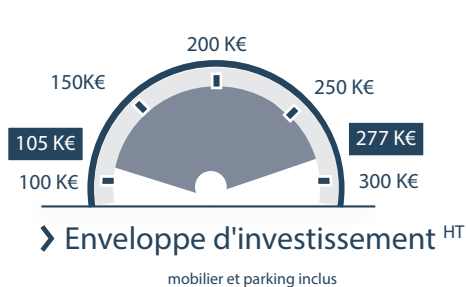 200 K€
150K€
250 K€
105 K€
277 K€
100 K€
300 K€
Enveloppe d'investissement HT
mobilier et parking inclus